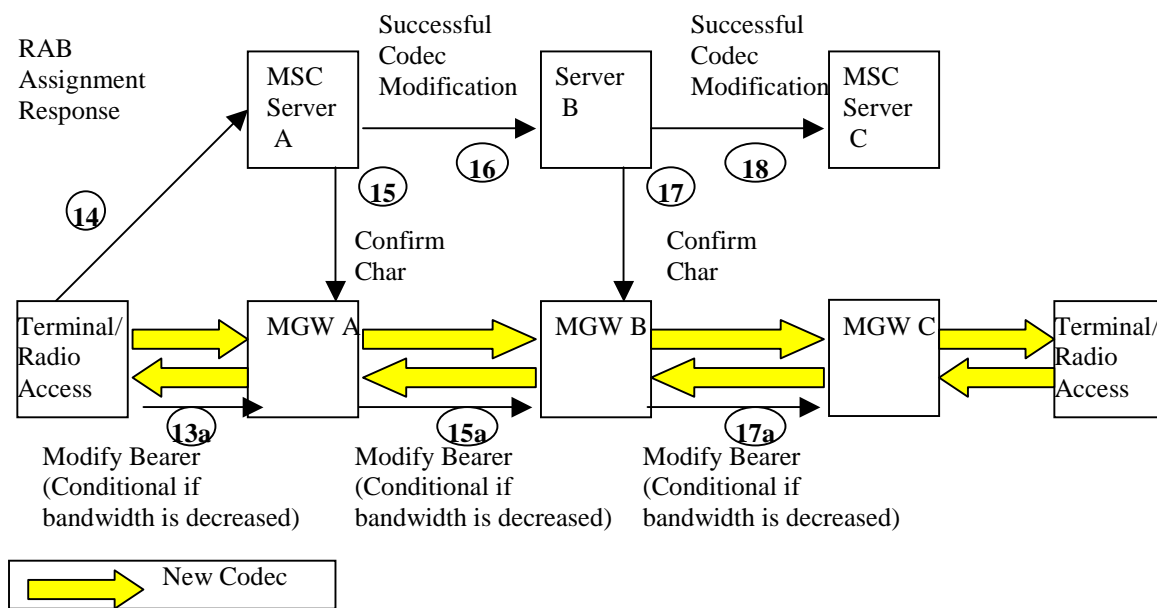 RAB
Assignment
Response
MSC
Server
A
Successful
Codec
Modification
Server
B
Successful
Codec
Modification
MSC
Server
C
14
15
16
17
18
Confirm
Char
Confirm
Char
Terminal/
Radio
Access
MGW A
MGW B
MGW C
Terminal/
Radio
Access
13a
15a
17a
Modify Bearer
(Conditional if
bandwidth is decreased)
Modify Bearer
(Conditional if
bandwidth is decreased)
Modify Bearer
(Conditional if
bandwidth is decreased)
New Codec